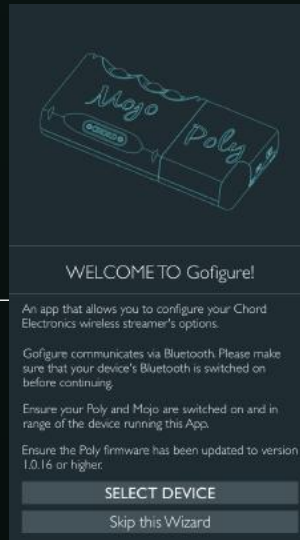 Mojo
Poly
CHORD
WELCOME TO Gofigure!
An app that allows you to configure your Chord
Electronics wireless streamer's options.
Gofigure communicates via Bluetooth. Please make
sure that your device's Bluetooth is switched on
before continuing.
Ensure your Poly and Mojo are switched on and in
range of the device running this App.
Ensure the Poly firmware has been updated to version
1.0.16 or higher.
SELECT DEVICE
Skip this Wizard